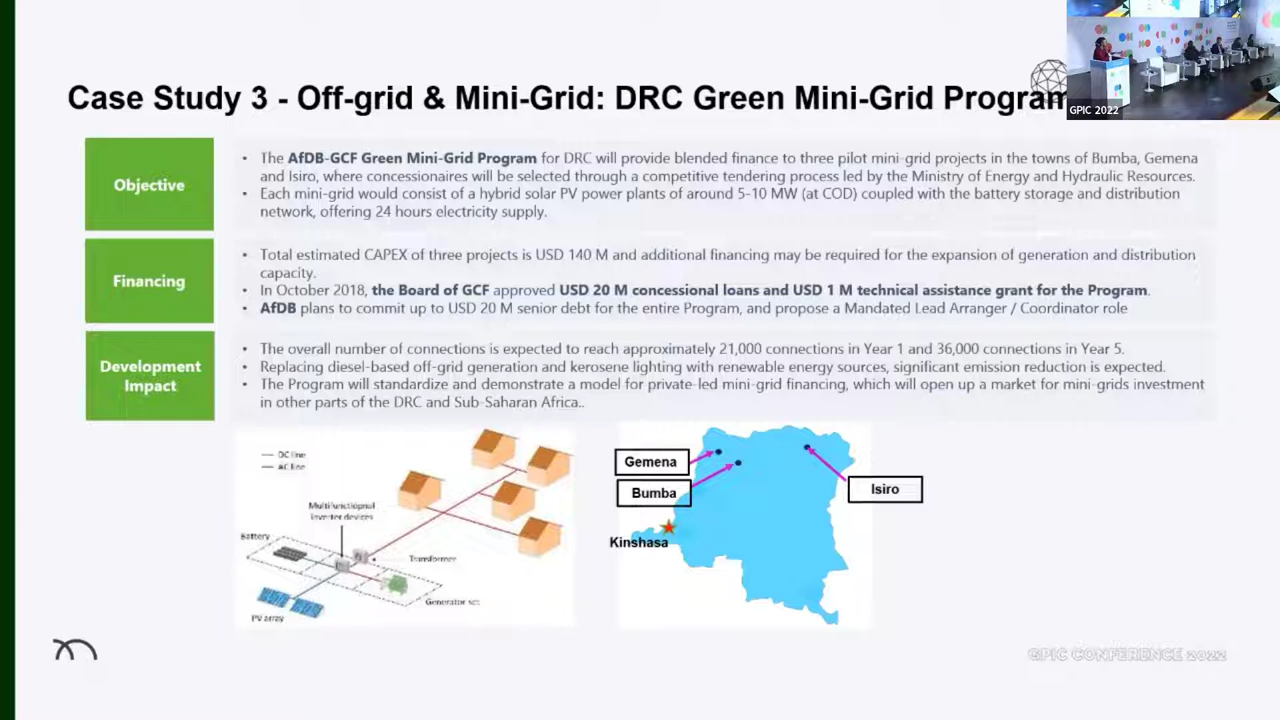 Case Study 3 - Off-grid & Mini-Grid: DRC Green Mini-Grid Program
GPIC 2022
Objective
• The AfDB-GCF Green Mini-Grid Program for DRC will provide blended finance to three pilot mini-grid projects in the towns of Bumba, Gemena
and Isiro, where concessionaires will be selected through a competitive tendering process led by the Ministry of Energy and Hydraulic Resources.
• Each mini-grid would consist of a hybrid solar PV power plants of around 5-10 MW (at COD) coupled with the battery storage and distribution
network, offering 24 hours electricity supply.
Financing
• Total estimated CAPEX of three projects is USD 140 M and additional financing may be required for the expansion of generation and distribution
capacity.
• In October 2018, the Board of GCF approved USD 20 M concessional loans and USD 1 M technical assistance grant for the Program.
• AfDB plans to commit up to USD 20 M senior debt for the entire Program, and propose a Mandated Lead Arranger / Coordinator role
Development
Impact
• The overall number of connections is expected to reach approximately 21,000 connections in Year 1 and 36,000 connections in Year 5.
• Replacing diesel-based off-grid generation and kerosene lighting with renewable energy sources, significant emission reduction is expected.
• The Program will standardize and demonstrate a model for private-led mini-grid financing, which will open up a market for mini-grids investment
in other parts of the DRC and Sub-Saharan Africa..
DC line
AC line
Multifunctional
inverter devices
Battery
Transformer
Generator set
PV array
Gemena
Bumba
Isiro
Kinshasa
GPIC CONFERENCE 2022